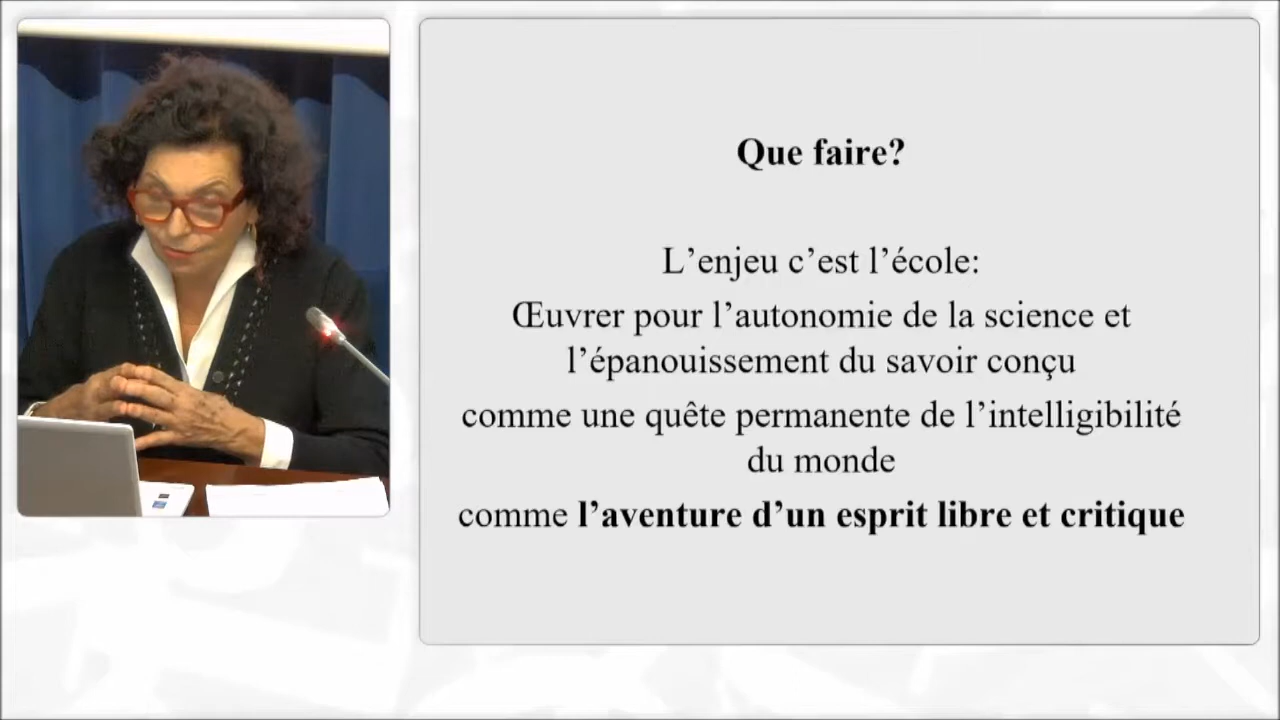 Que faire?
L’enjeu c’est l’école:
Œuvrer pour l’autonomie de la science et
l’épanouissement du savoir conçu
comme une quête permanente de l’intelligibilité
du monde
comme l’aventure d’un esprit libre et critique